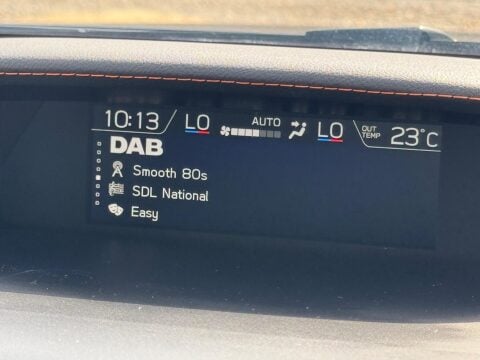 10:13 LO AUTO LO OUT TEMP 23°C
DAB
Smooth 80s
SDL National
Easy